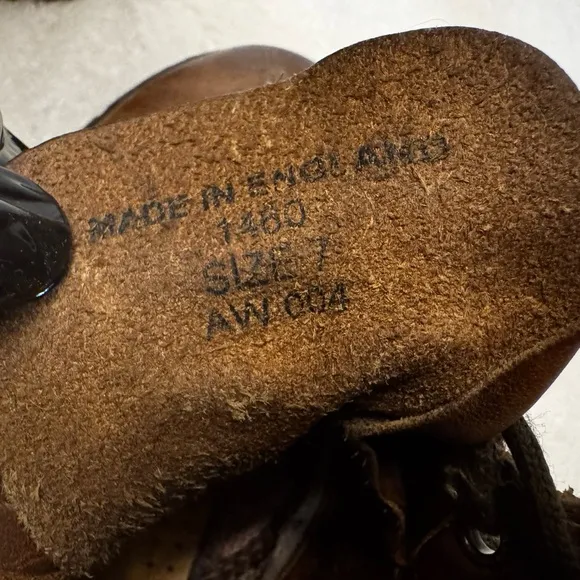 MADE IN ENGLAND
1460
SIZE 7
AW 004